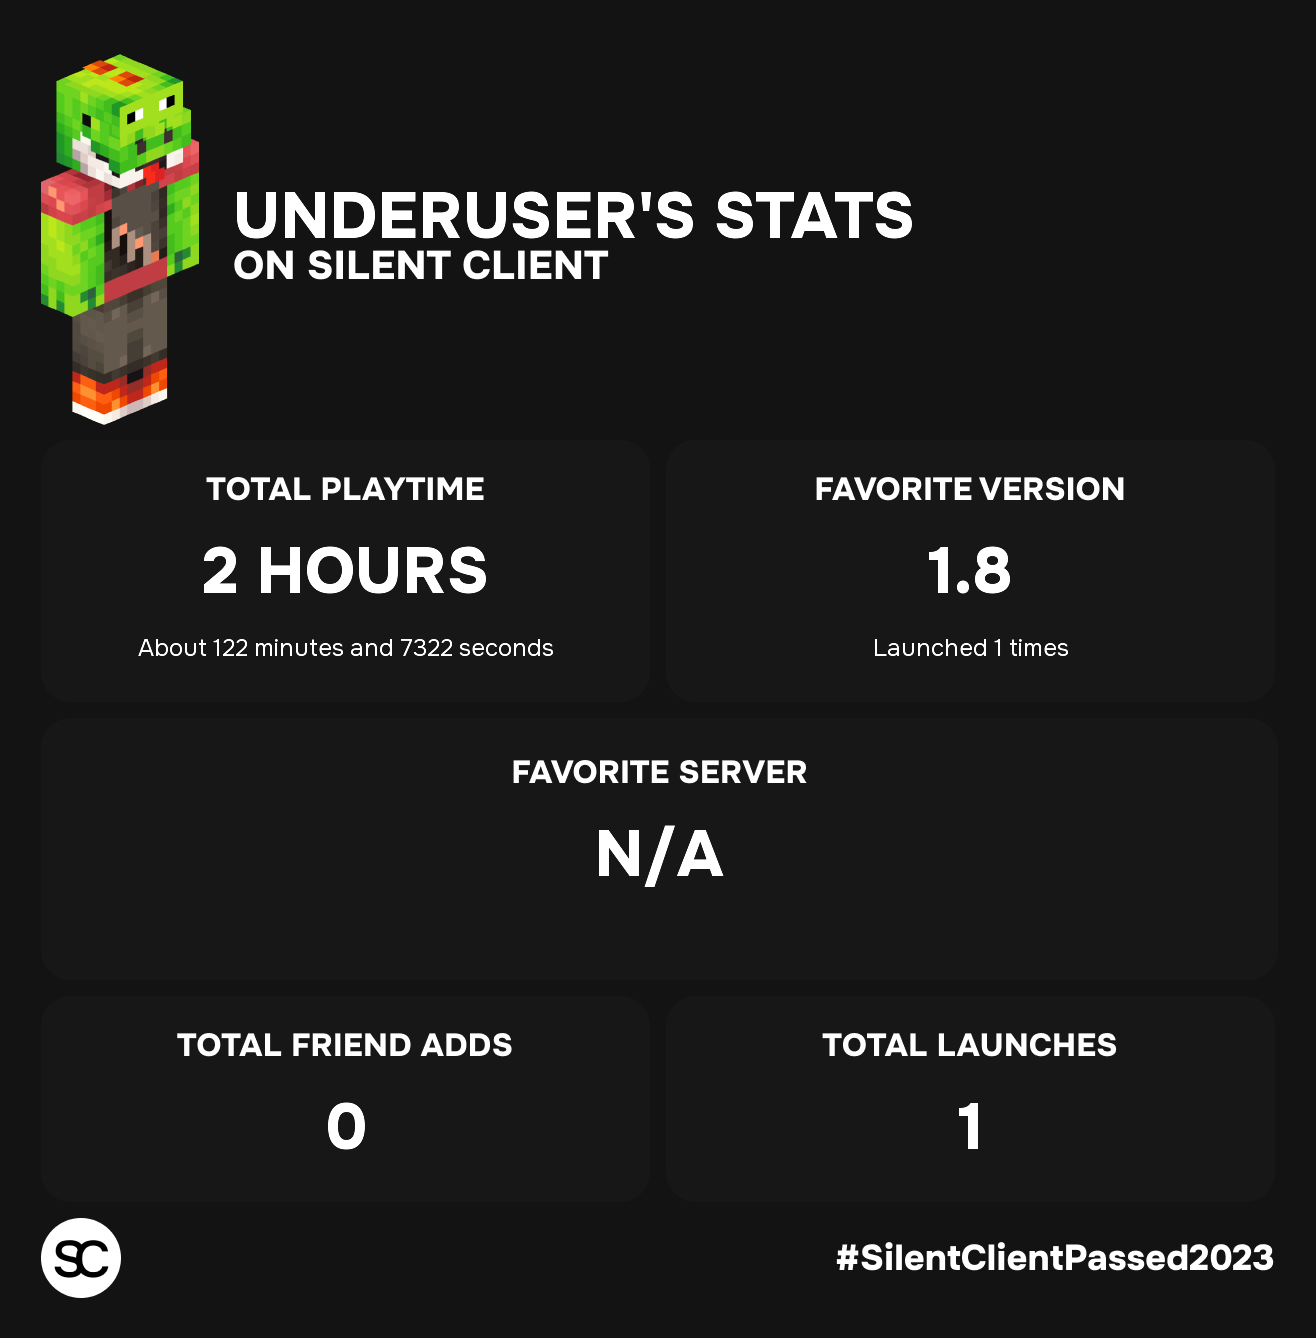 UNDERUSER'S STATS
ON SILENT CLIENT
TOTAL PLAYTIME
2 HOURS
About 122 minutes and 7322 seconds
FAVORITE VERSION
1.8
Launched 1 times
FAVORITE SERVER
N/A
TOTAL FRIEND ADDS
0
TOTAL LAUNCHES
1
SC
#SilentClientPassed2023